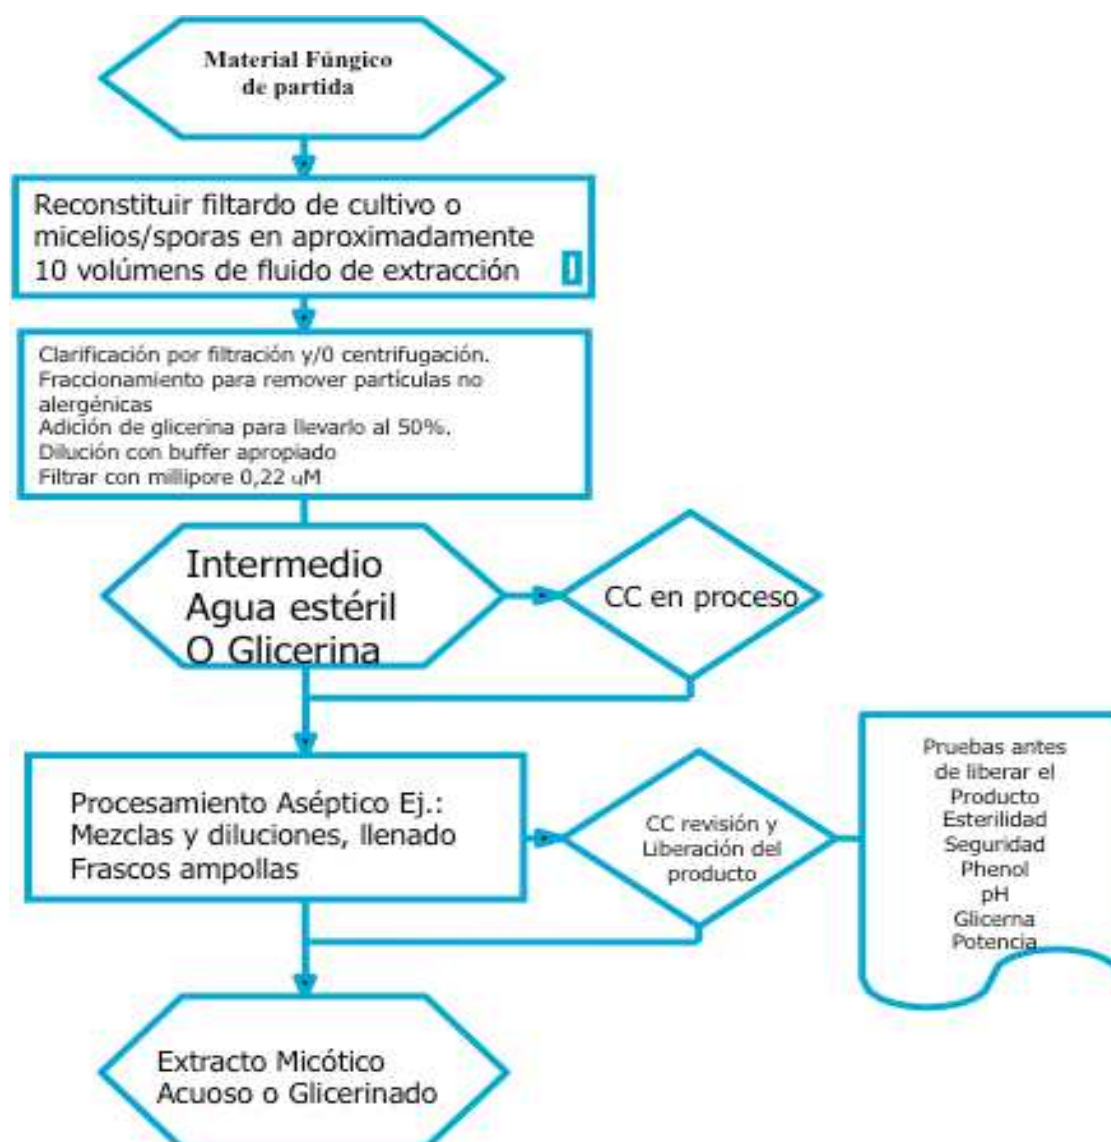 Material Fúngico
de partida
Reconstituir filtardo de cultivo o
micelios/sporas en aproximadamente
10 volúmens de fluido de extracción
Clarificación por filtración y/0 centrifugación.
Fraccionamiento para remover partículas no
alergénicas
Adición de glicerina para llevarlo al 50%.
Dilución con buffer apropiado
Filtrar con millipore 0,22 uM
Intermedio
Agua estéril
O Glicerina
CC en proceso
Procesamiento Aséptico Ej.:
Mezclas y diluciones, llenado
Frascos ampollas
CC revisión y
Liberación del
producto
Pruebas antes
de liberar el
Producto
Esterilidad
Seguridad
Phenol
pH
Glicerna
Potencia
Extracto Micótico
Acuoso o Glicerinado